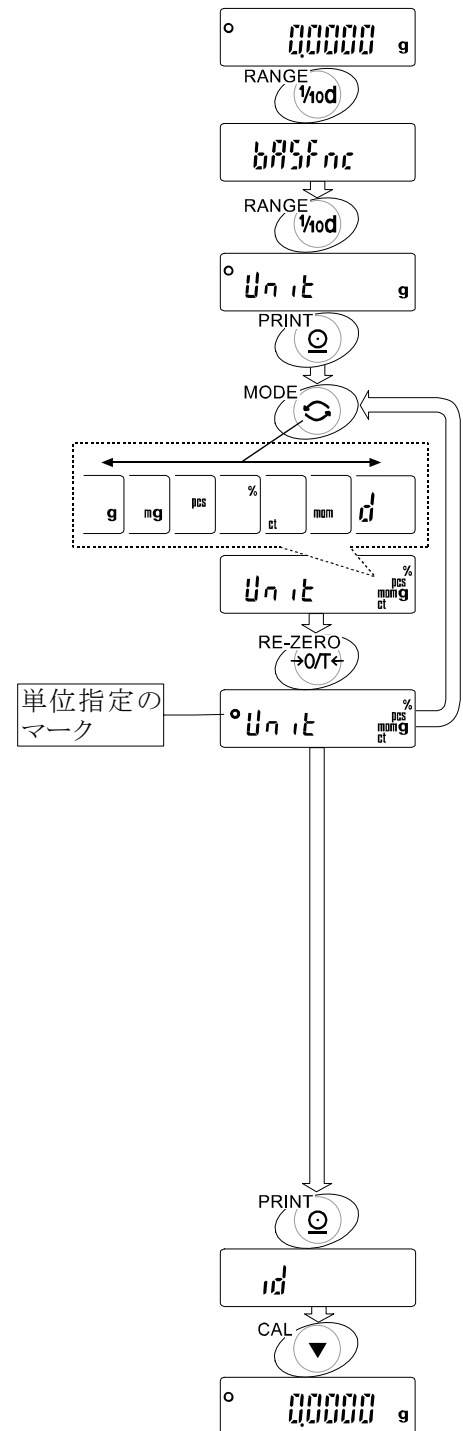 0.0000 g
RANGE
1/10d
bASFnc
RANGE
1/10d
Unit g
PRINT
MODE
g mg pcs % ct mom d
Unit % pcs mom g ct
RE-ZERO
→0/T←
単位指定の
マーク
Unit % pcs mom g ct
PRINT
id
CAL
0.0000 g